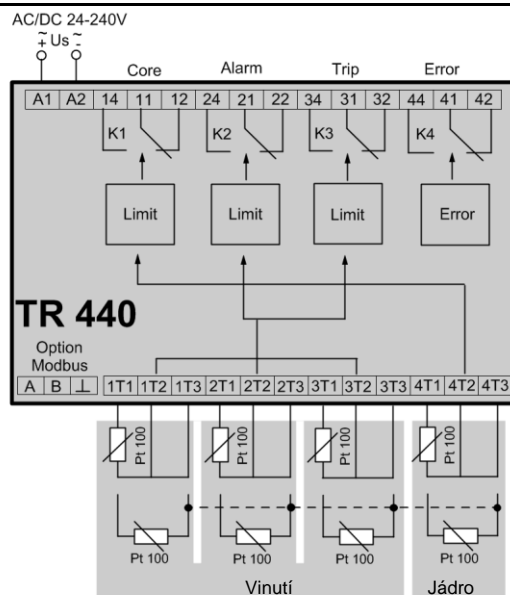 AC/DC 24-240V
~ Us ~
+ -
Core Alarm Trip Error
A1 A2 14 11 12 24 21 22 34 31 32 44 41 42
K1 K2 K3 K4
Limit Limit Limit Error
TR 440
Option
Modbus
A B ⊥ 1T1 1T2 1T3 2T1 2T2 2T3 3T1 3T2 3T3 4T1 4T2 4T3
Pt 100 Pt 100 Pt 100 Pt 100
Pt 100 Pt 100 Pt 100 Pt 100
Vinutí Jádro